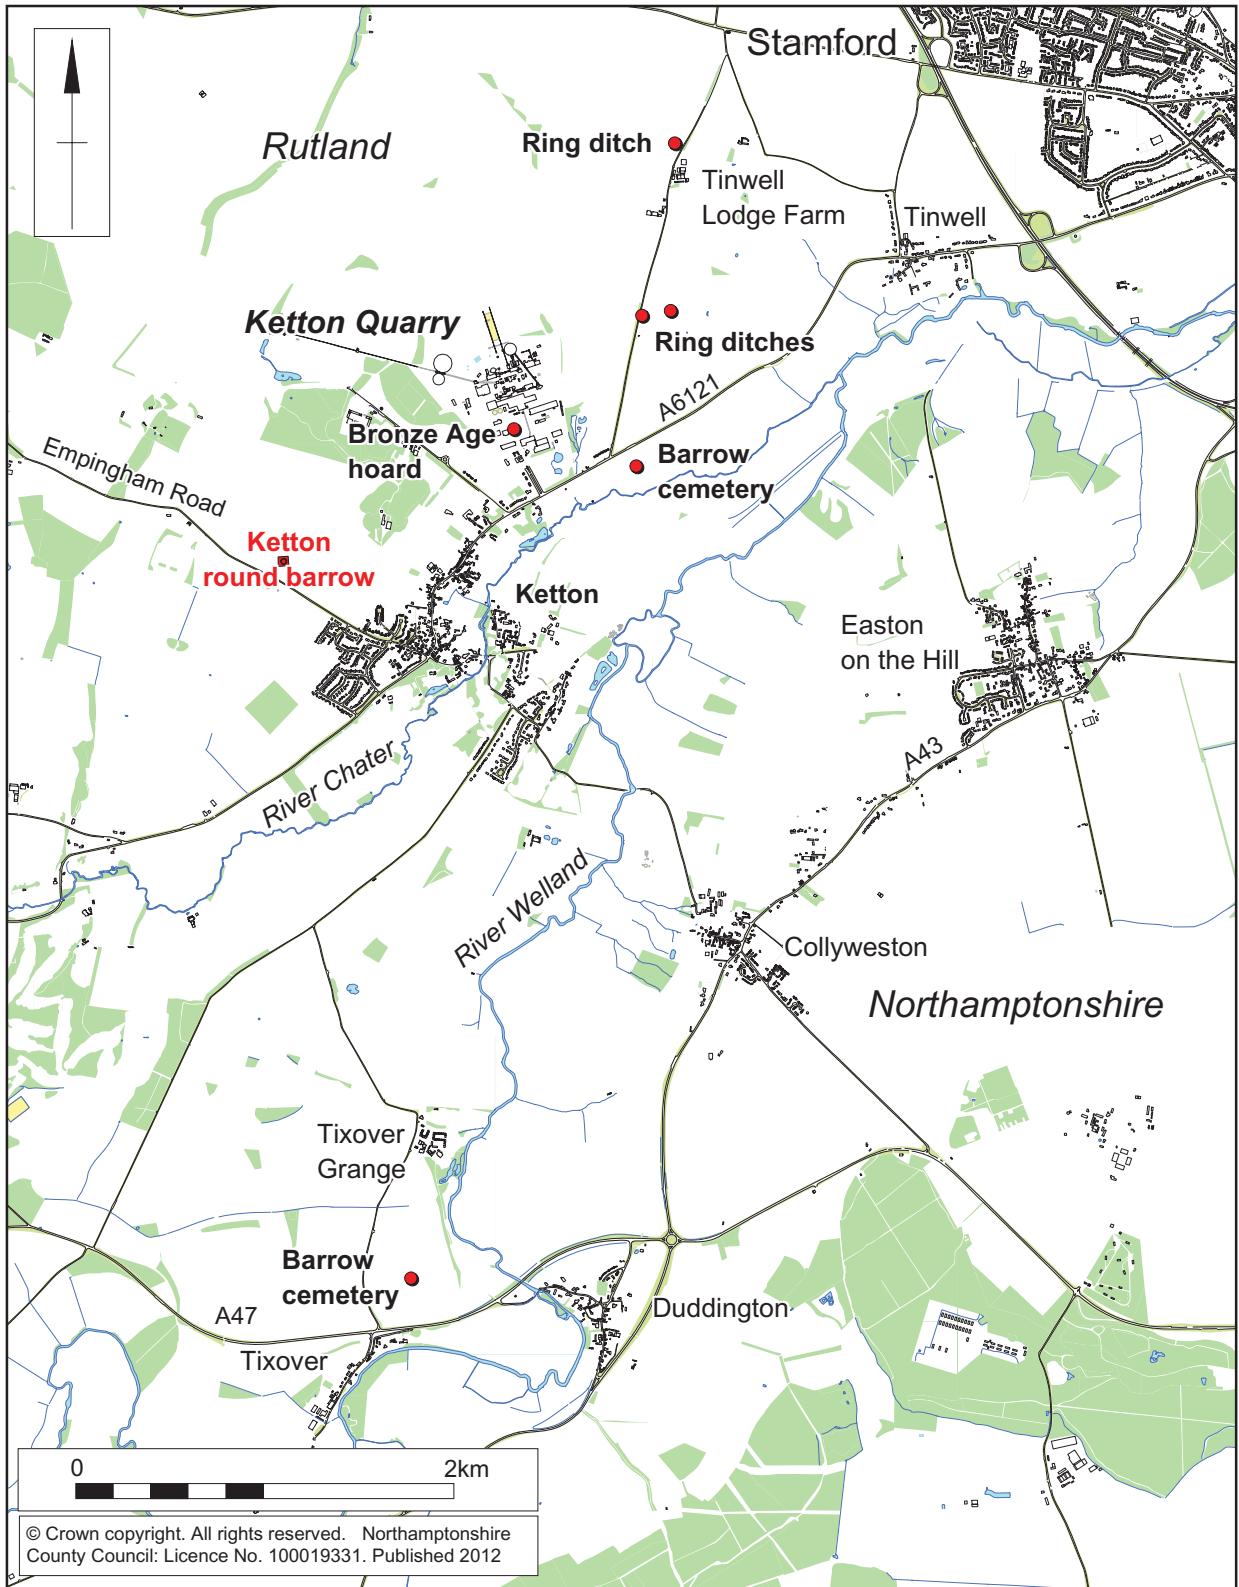 Stamford
Rutland
Ring ditch
Tinwell
Lodge Farm
Tinwell
Ketton Quarry
Ring ditches
A6121
Bronze Age
hoard
Barrow
cemetery
Empingham Road
Ketton
round barrow
Ketton
Easton
on the Hill
River Chater
A43
River Welland
Collyweston
Northamptonshire
Tixover
Grange
Barrow
cemetery
A47
Duddington
Tixover
0 2km
© Crown copyright. All rights reserved. Northamptonshire
County Council: Licence No. 100019331. Published 2012